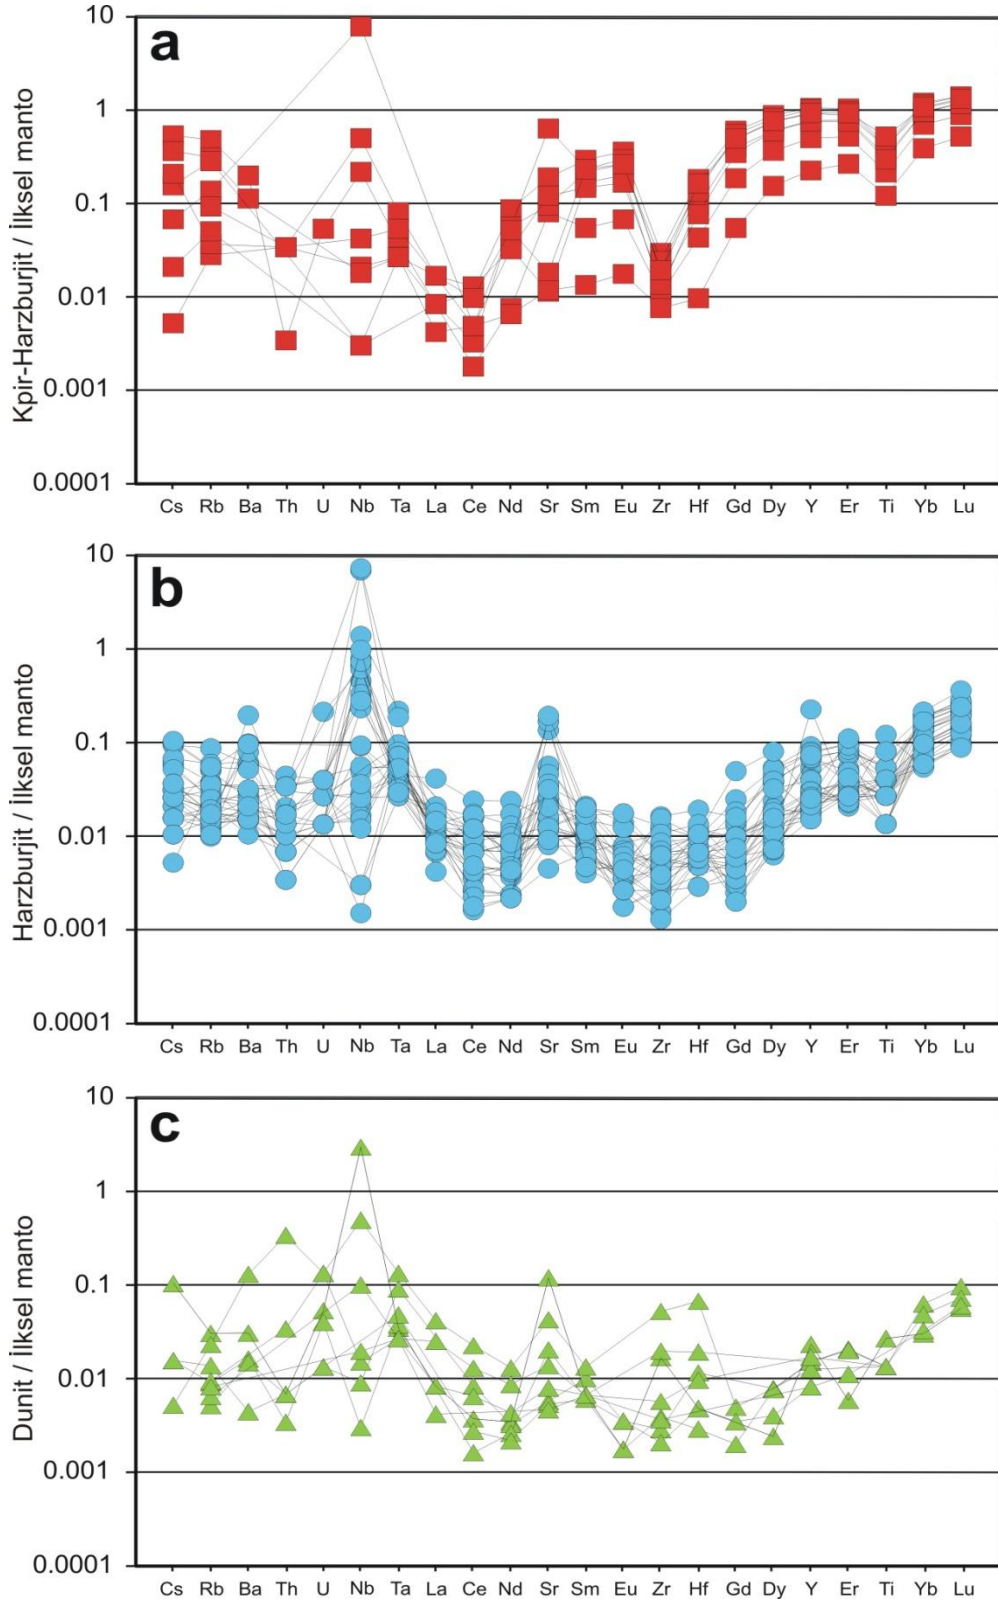 a
10
1
0.1
0.01
0.001
0.0001
Kpir-Harzburjit / İlksel manto
Cs Rb Ba Th U Nb Ta La Ce Nd Sr Sm Eu Zr Hf Gd Dy Y Er Ti Yb Lu
b
10
1
0.1
0.01
0.001
0.0001
Harzburjit / İlksel manto
Cs Rb Ba Th U Nb Ta La Ce Nd Sr Sm Eu Zr Hf Gd Dy Y Er Ti Yb Lu
c
10
1
0.1
0.01
0.001
0.0001
Dunit / İlksel manto
Cs Rb Ba Th U Nb Ta La Ce Nd Sr Sm Eu Zr Hf Gd Dy Y Er Ti Yb Lu